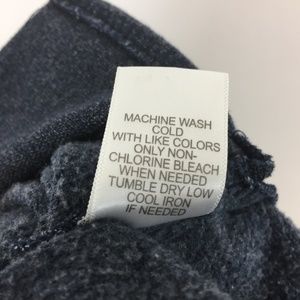 MACHINE WASH
COLD
WITH LIKE COLORS
ONLY NON-
CHLORINE BLEACH
WHEN NEEDED
TUMBLE DRY LOW
COOL IRON
IF NEEDED